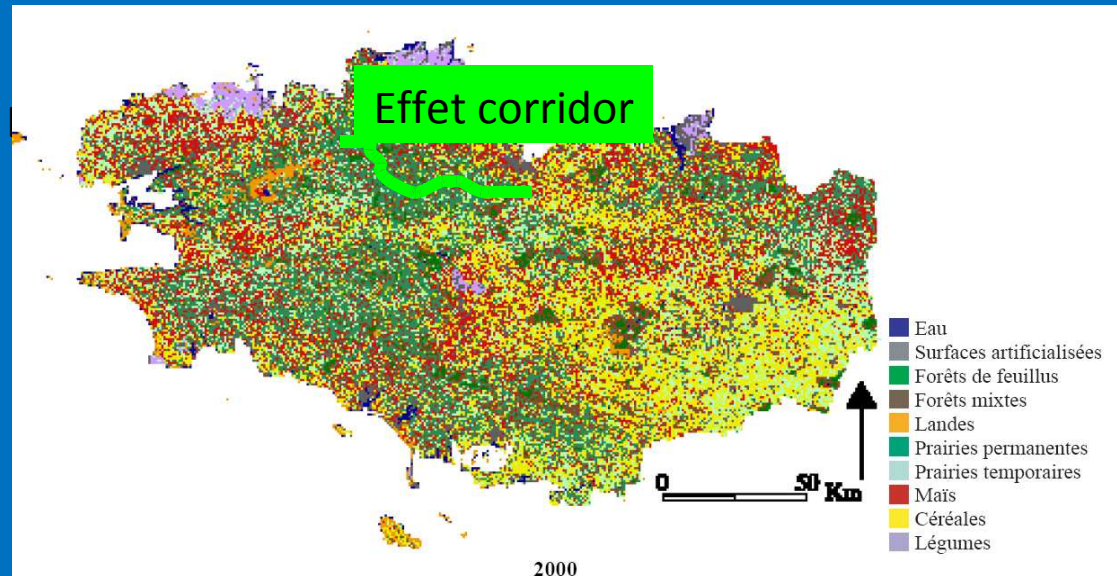 Effet corridor
Eau
Surfaces artificialisées
Forêts de feuillus
Forêts mixtes
Landes
Prairies permanentes
Prairies temporaires
Maïs
Céréales
Légumes
0 50 Km
2000